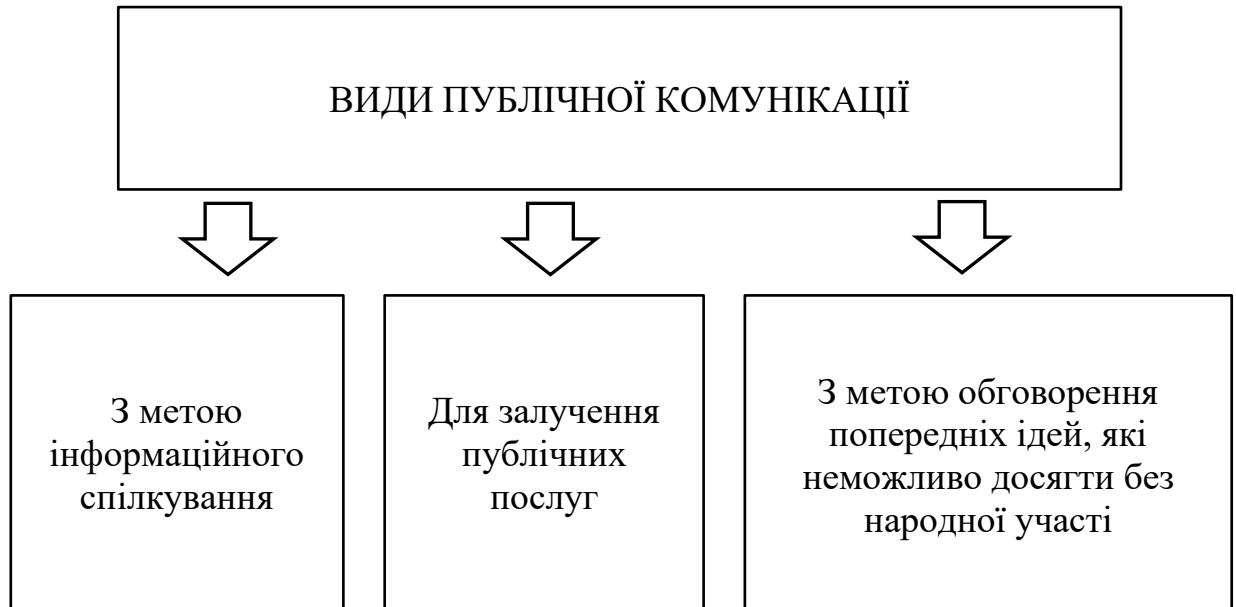 ВИДИ ПУБЛІЧНОЇ КОМУНІКАЦІЇ
З метою
інформаційного
спілкування
Для залучення
публічних
послуг
З метою обговорення
попередніх ідей, які
неможливо досягти без
народної участі